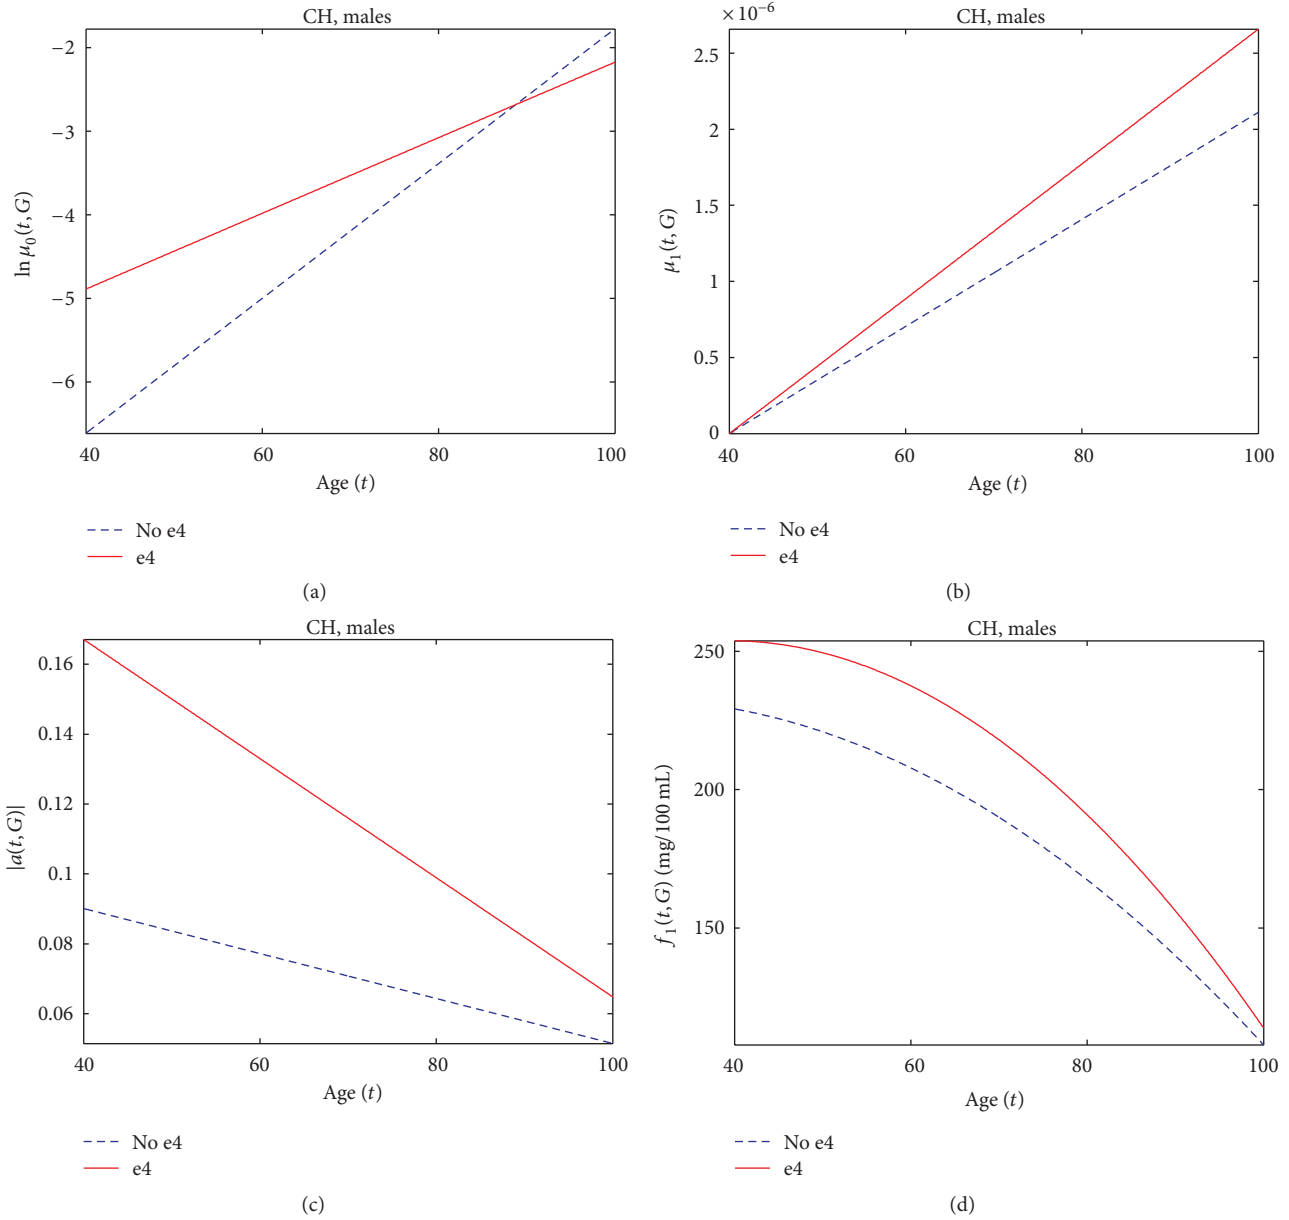 CH, males
−2
−3
−4
−5
−6
ln μ₀(t, G)
40 60 80 100
Age (t)
No e4
e4
(a)
×10⁻⁶
CH, males
2.5
2
1.5
1
0.5
0
μ₁(t, G)
40 60 80 100
Age (t)
No e4
e4
(b)
CH, males
0.16
0.14
0.12
0.1
0.08
0.06
|a(t, G)|
40 60 80 100
Age (t)
No e4
e4
(c)
CH, males
250
200
150
f₁(t, G) (mg/100 mL)
40 60 80 100
Age (t)
No e4
e4
(d)